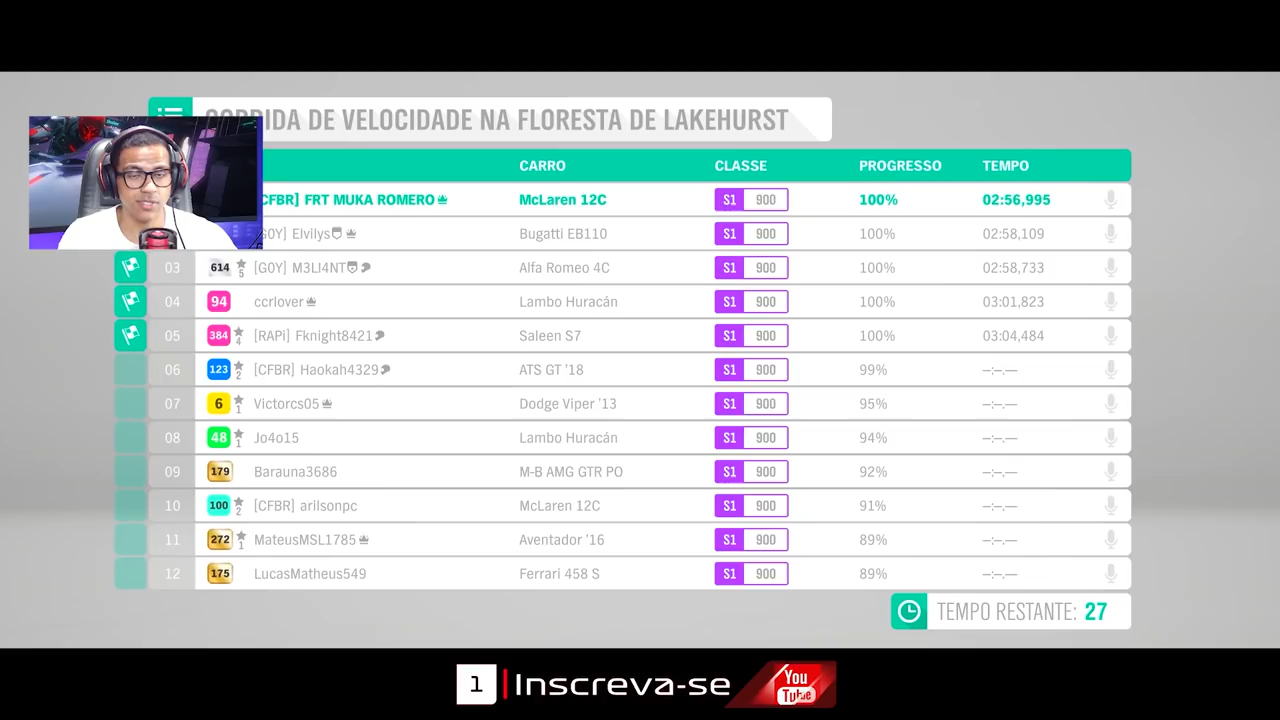 CORRIDA DE VELOCIDADE NA FLORESTA DE LAKEHURST
CARRO CLASSE PROGRESSO TEMPO
CFBR] FRT MUKA ROMERO McLaren 12C S1 900 100% 02:56,995
G0Y] Elvilys Bugatti EB110 S1 900 100% 02:58,109
03 614 5 [G0Y] M3LI4NT Alfa Romeo 4C S1 900 100% 02:58,733
04 94 ccrlover Lambo Huracán S1 900 100% 03:01,823
05 384 4 [RAPi] Fknight8421 Saleen S7 S1 900 100% 03:04,484
06 123 2 [CFBR] Haokah4329 ATS GT '18 S1 900 99% --:--.---
07 6 1 Victorcs05 Dodge Viper '13 S1 900 95% --:--.---
08 48 1 Jo4o15 Lambo Huracán S1 900 94% --:--.---
09 179 Barauna3686 M-B AMG GTR PO S1 900 92% --:--.---
10 100 2 [CFBR] arilsonpc McLaren 12C S1 900 91% --:--.---
11 272 1 MateusMSL1785 Aventador '16 S1 900 89% --:--.---
12 175 LucasMatheus549 Ferrari 458 S S1 900 89% --:--.---
TEMPO RESTANTE: 27
1 Inscreva-se You Tube